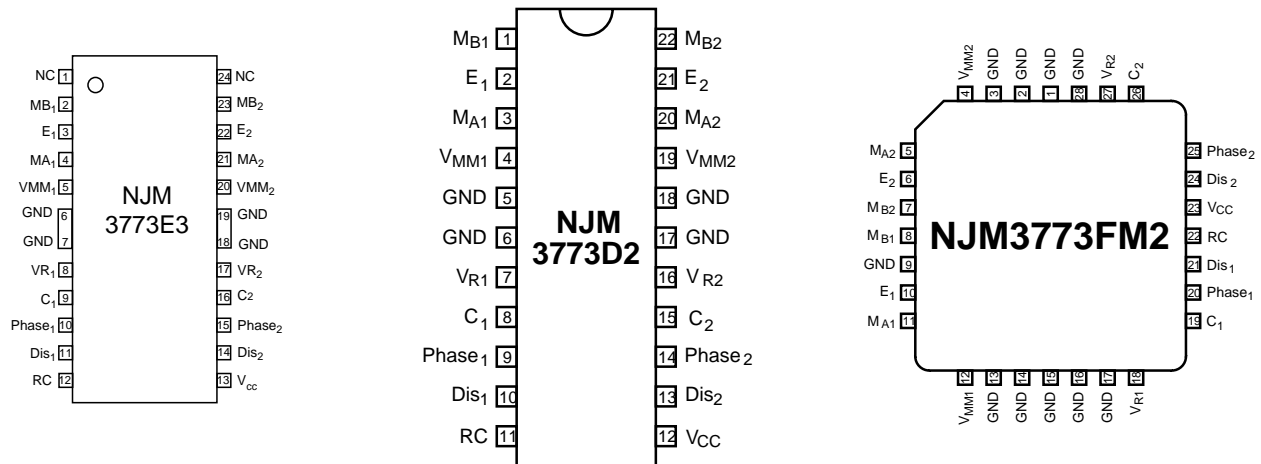 NC 1
MB1 2
E1 3
MA1 4
VMM1 5
GND 6
GND 7
VR1 8
C1 9
Phase1 10
Dis1 11
RC 12
NJM
3773E3
24 NC
23 MB2
22 E2
21 MA2
20 VMM2
19 GND
18 GND
17 VR2
16 C2
15 Phase2
14 Dis2
13 Vcc
MB1 1
E1 2
MA1 3
VMM1 4
GND 5
GND 6
VR1 7
C1 8
Phase1 9
Dis1 10
RC 11
NJM
3773D2
22 MB2
21 E2
20 MA2
19 VMM2
18 GND
17 GND
16 VR2
15 C2
14 Phase2
13 Dis2
12 VCC
VMM2 4
GND 3
GND 2
GND 1
GND 28
VR2 27
C2 26
MA2 5
E2 6
MB2 7
MB1 8
GND 9
E1 10
MA1 11
NJM3773FM2
25 Phase2
24 Dis2
23 VCC
22 RC
21 Dis1
20 Phase1
19 C1
VMM1 12
GND 13
GND 14
GND 15
GND 16
GND 17
VR1 18